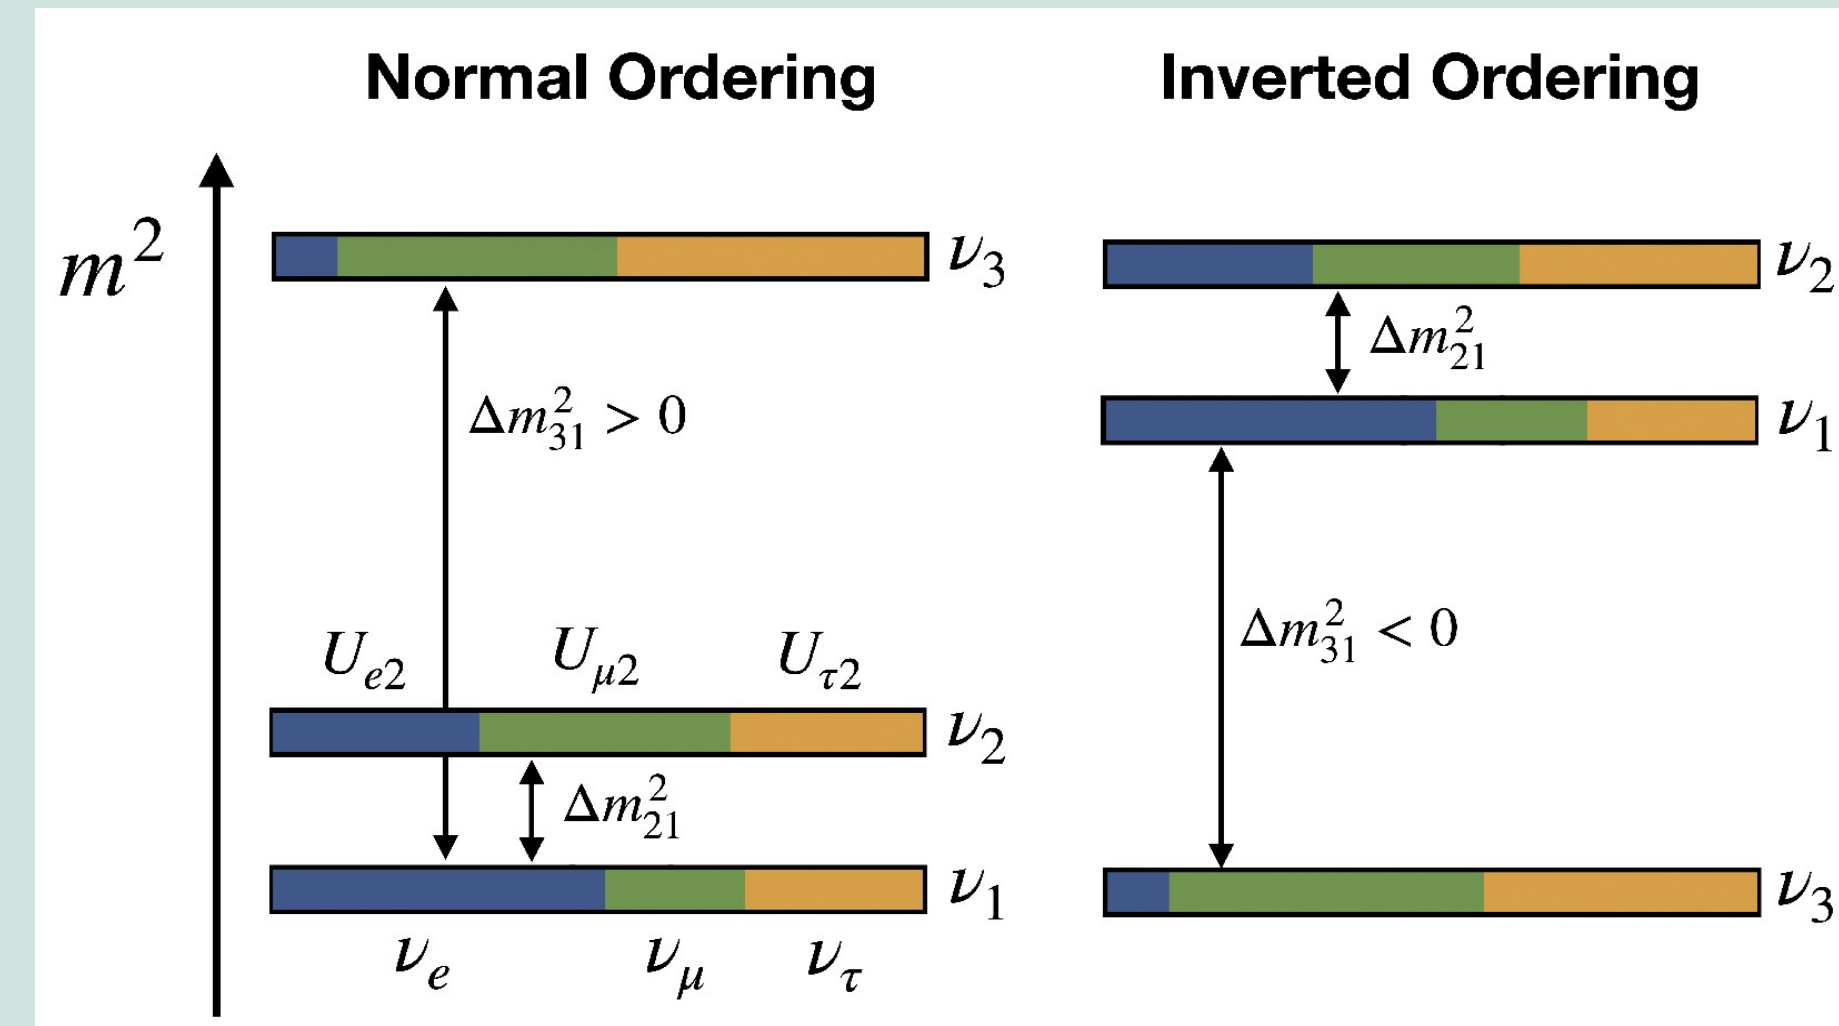 Normal Ordering
Inverted Ordering
m²
ν₃
ν₂
Δm²₂₁
Δm²₃₁ > 0
ν₁
Δm²₃₁ < 0
U_e2 U_μ2 U_τ2
ν₂
Δm²₂₁
ν₁
ν₃
ν_e ν_μ ν_τ